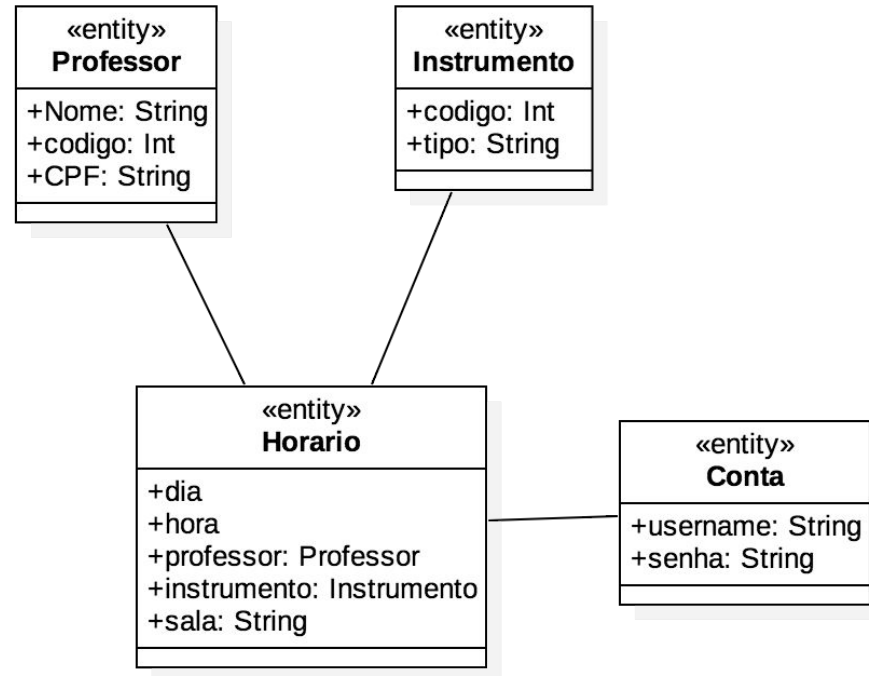 «entity»
Professor
+Nome: String
+codigo: Int
+CPF: String
«entity»
Instrumento
+codigo: Int
+tipo: String
«entity»
Horario
+dia
+hora
+professor: Professor
+instrumento: Instrumento
+sala: String
«entity»
Conta
+username: String
+senha: String